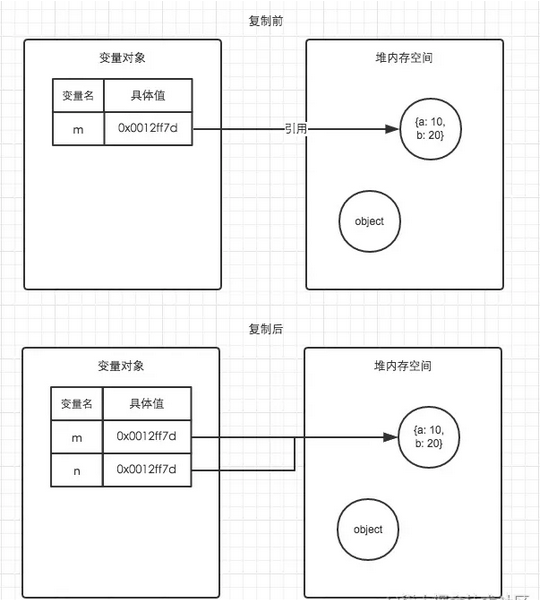 复制前
变量对象
堆内存空间
变量名 具体值
m 0x0012ff7d
引用
{a: 10,
b: 20}
object
复制后
变量对象
堆内存空间
变量名 具体值
m 0x0012ff7d
n 0x0012ff7d
{a: 10,
b: 20}
object